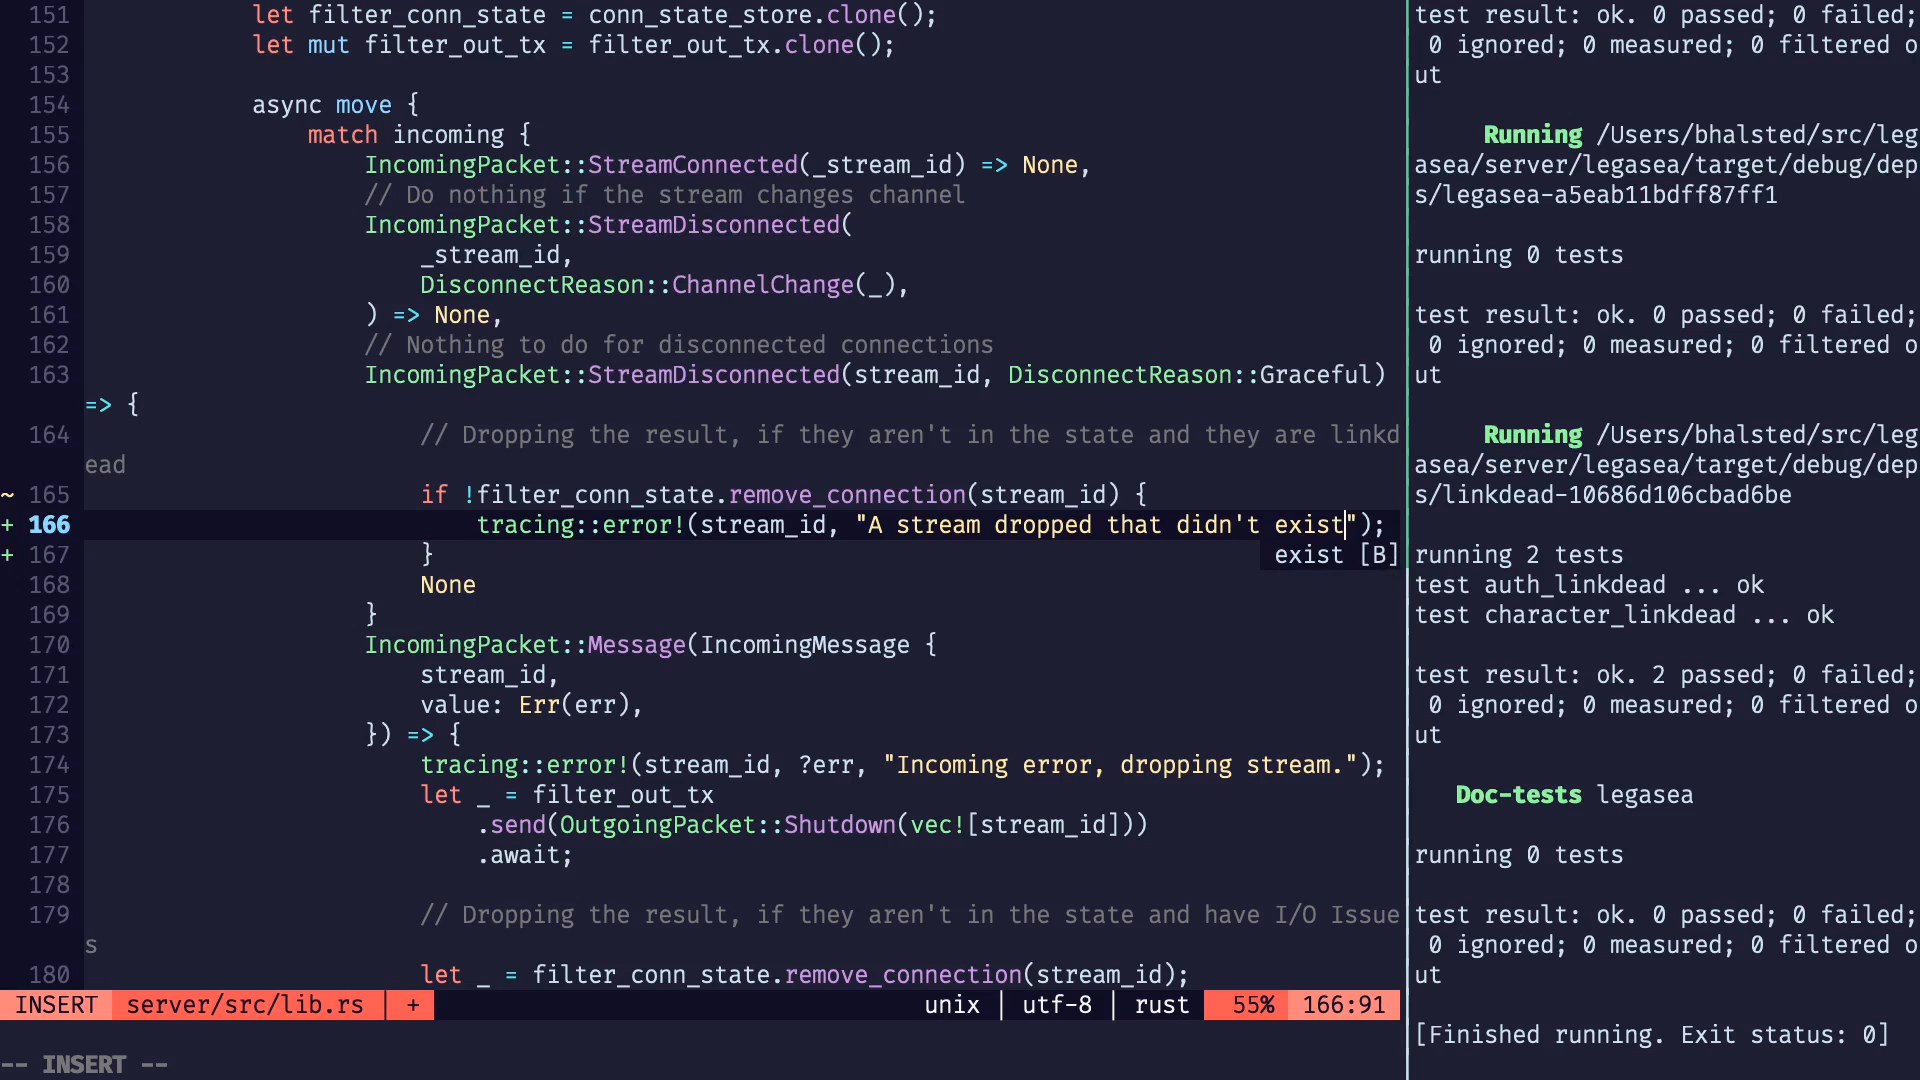 151             let filter_conn_state = conn_state_store.clone();
152             let mut filter_out_tx = filter_out_tx.clone();
153
154             async move {
155                 match incoming {
156                     IncomingPacket::StreamConnected(_stream_id) => None,
157                     // Do nothing if the stream changes channel
158                     IncomingPacket::StreamDisconnected(
159                         _stream_id,
160                         DisconnectReason::ChannelChange(_),
161                     ) => None,
162                     // Nothing to do for disconnected connections
163                     IncomingPacket::StreamDisconnected(stream_id, DisconnectReason::Graceful)
=> {
164                         // Dropping the result, if they aren't in the state and they are linkd
ead
~ 165                         if !filter_conn_state.remove_connection(stream_id) {
+ 166                             tracing::error!(stream_id, "A stream dropped that didn't exist");
+ 167                         }
exist [B]
168                         None
169                     }
170                     IncomingPacket::Message(IncomingMessage {
171                         stream_id,
172                         value: Err(err),
173                     }) => {
174                         tracing::error!(stream_id, ?err, "Incoming error, dropping stream.");
175                         let _ = filter_out_tx
176                             .send(OutgoingPacket::Shutdown(vec![stream_id]))
177                             .await;
178
179                         // Dropping the result, if they aren't in the state and have I/O Issue
s
180                         let _ = filter_conn_state.remove_connection(stream_id);
INSERT server/src/lib.rs | + unix | utf-8 | rust 55% 166:91
-- INSERT --
test result: ok. 0 passed; 0 failed;
 0 ignored; 0 measured; 0 filtered o
ut
Running /Users/bhalsted/src/leg
asea/server/legasea/target/debug/dep
s/legasea-a5eab11bdff87ff1
running 0 tests
test result: ok. 0 passed; 0 failed;
 0 ignored; 0 measured; 0 filtered o
ut
Running /Users/bhalsted/src/leg
asea/server/legasea/target/debug/dep
s/linkdead-10686d106cbad6be
running 2 tests
test auth_linkdead ... ok
test character_linkdead ... ok
test result: ok. 2 passed; 0 failed;
 0 ignored; 0 measured; 0 filtered o
ut
Doc-tests legasea
running 0 tests
test result: ok. 0 passed; 0 failed;
 0 ignored; 0 measured; 0 filtered o
ut
[Finished running. Exit status: 0]